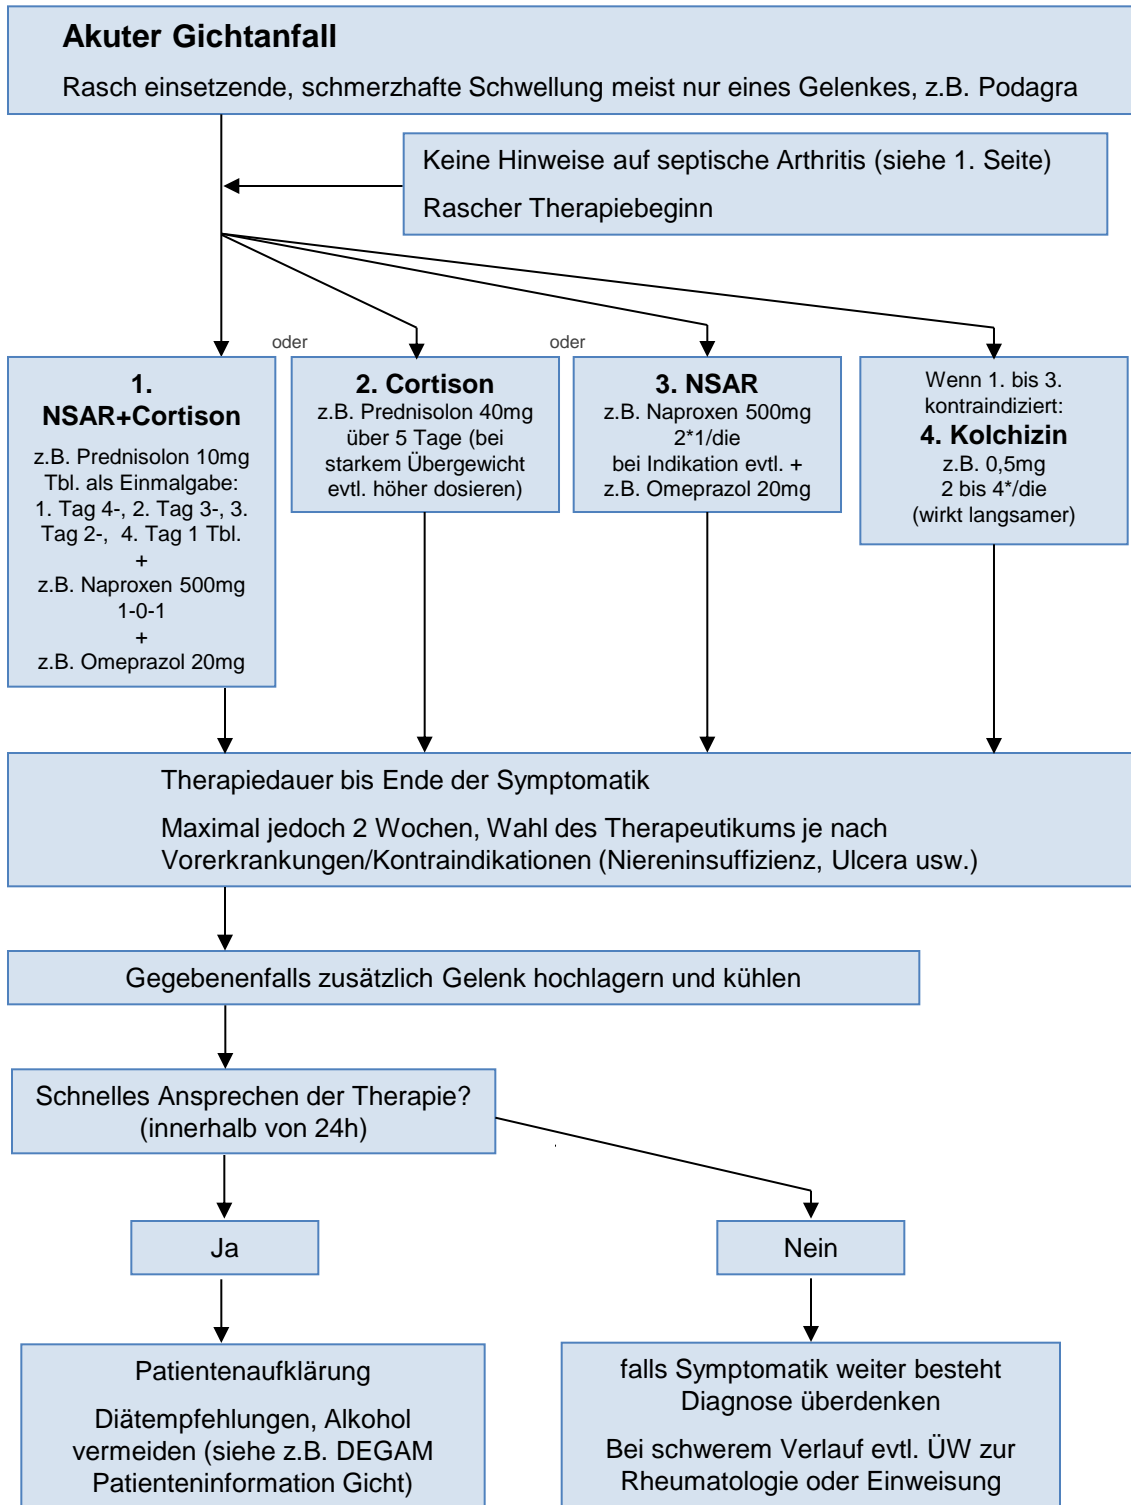 Akuter Gichtanfall
Rasch einsetzende, schmerzhafte Schwellung meist nur eines Gelenkes, z.B. Podagra
Keine Hinweise auf septische Arthritis (siehe 1. Seite)
Rascher Therapiebeginn
oder
oder
1.
NSAR+Cortison
z.B. Prednisolon 10mg
Tbl. als Einmalgabe:
1. Tag 4-, 2. Tag 3-, 3.
Tag 2-, 4. Tag 1 Tbl.
+
z.B. Naproxen 500mg
1-0-1
+
z.B. Omeprazol 20mg
2. Cortison
z.B. Prednisolon 40mg
über 5 Tage (bei
starkem Übergewicht
evtl. höher dosieren)
3. NSAR
z.B. Naproxen 500mg
2*1/die
bei Indikation evtl. +
z.B. Omeprazol 20mg
Wenn 1. bis 3.
kontraindiziert:
4. Kolchizin
z.B. 0,5mg
2 bis 4*/die
(wirkt langsamer)
Therapiedauer bis Ende der Symptomatik
Maximal jedoch 2 Wochen, Wahl des Therapeutikums je nach
Vorerkrankungen/Kontraindikationen (Niereninsuffizienz, Ulcera usw.)
Gegebenenfalls zusätzlich Gelenk hochlagern und kühlen
Schnelles Ansprechen der Therapie?
(innerhalb von 24h)
Ja
Nein
Patientenaufklärung
Diätempfehlungen, Alkohol
vermeiden (siehe z.B. DEGAM
Patienteninformation Gicht)
falls Symptomatik weiter besteht
Diagnose überdenken
Bei schwerem Verlauf evtl. ÜW zur
Rheumatologie oder Einweisung